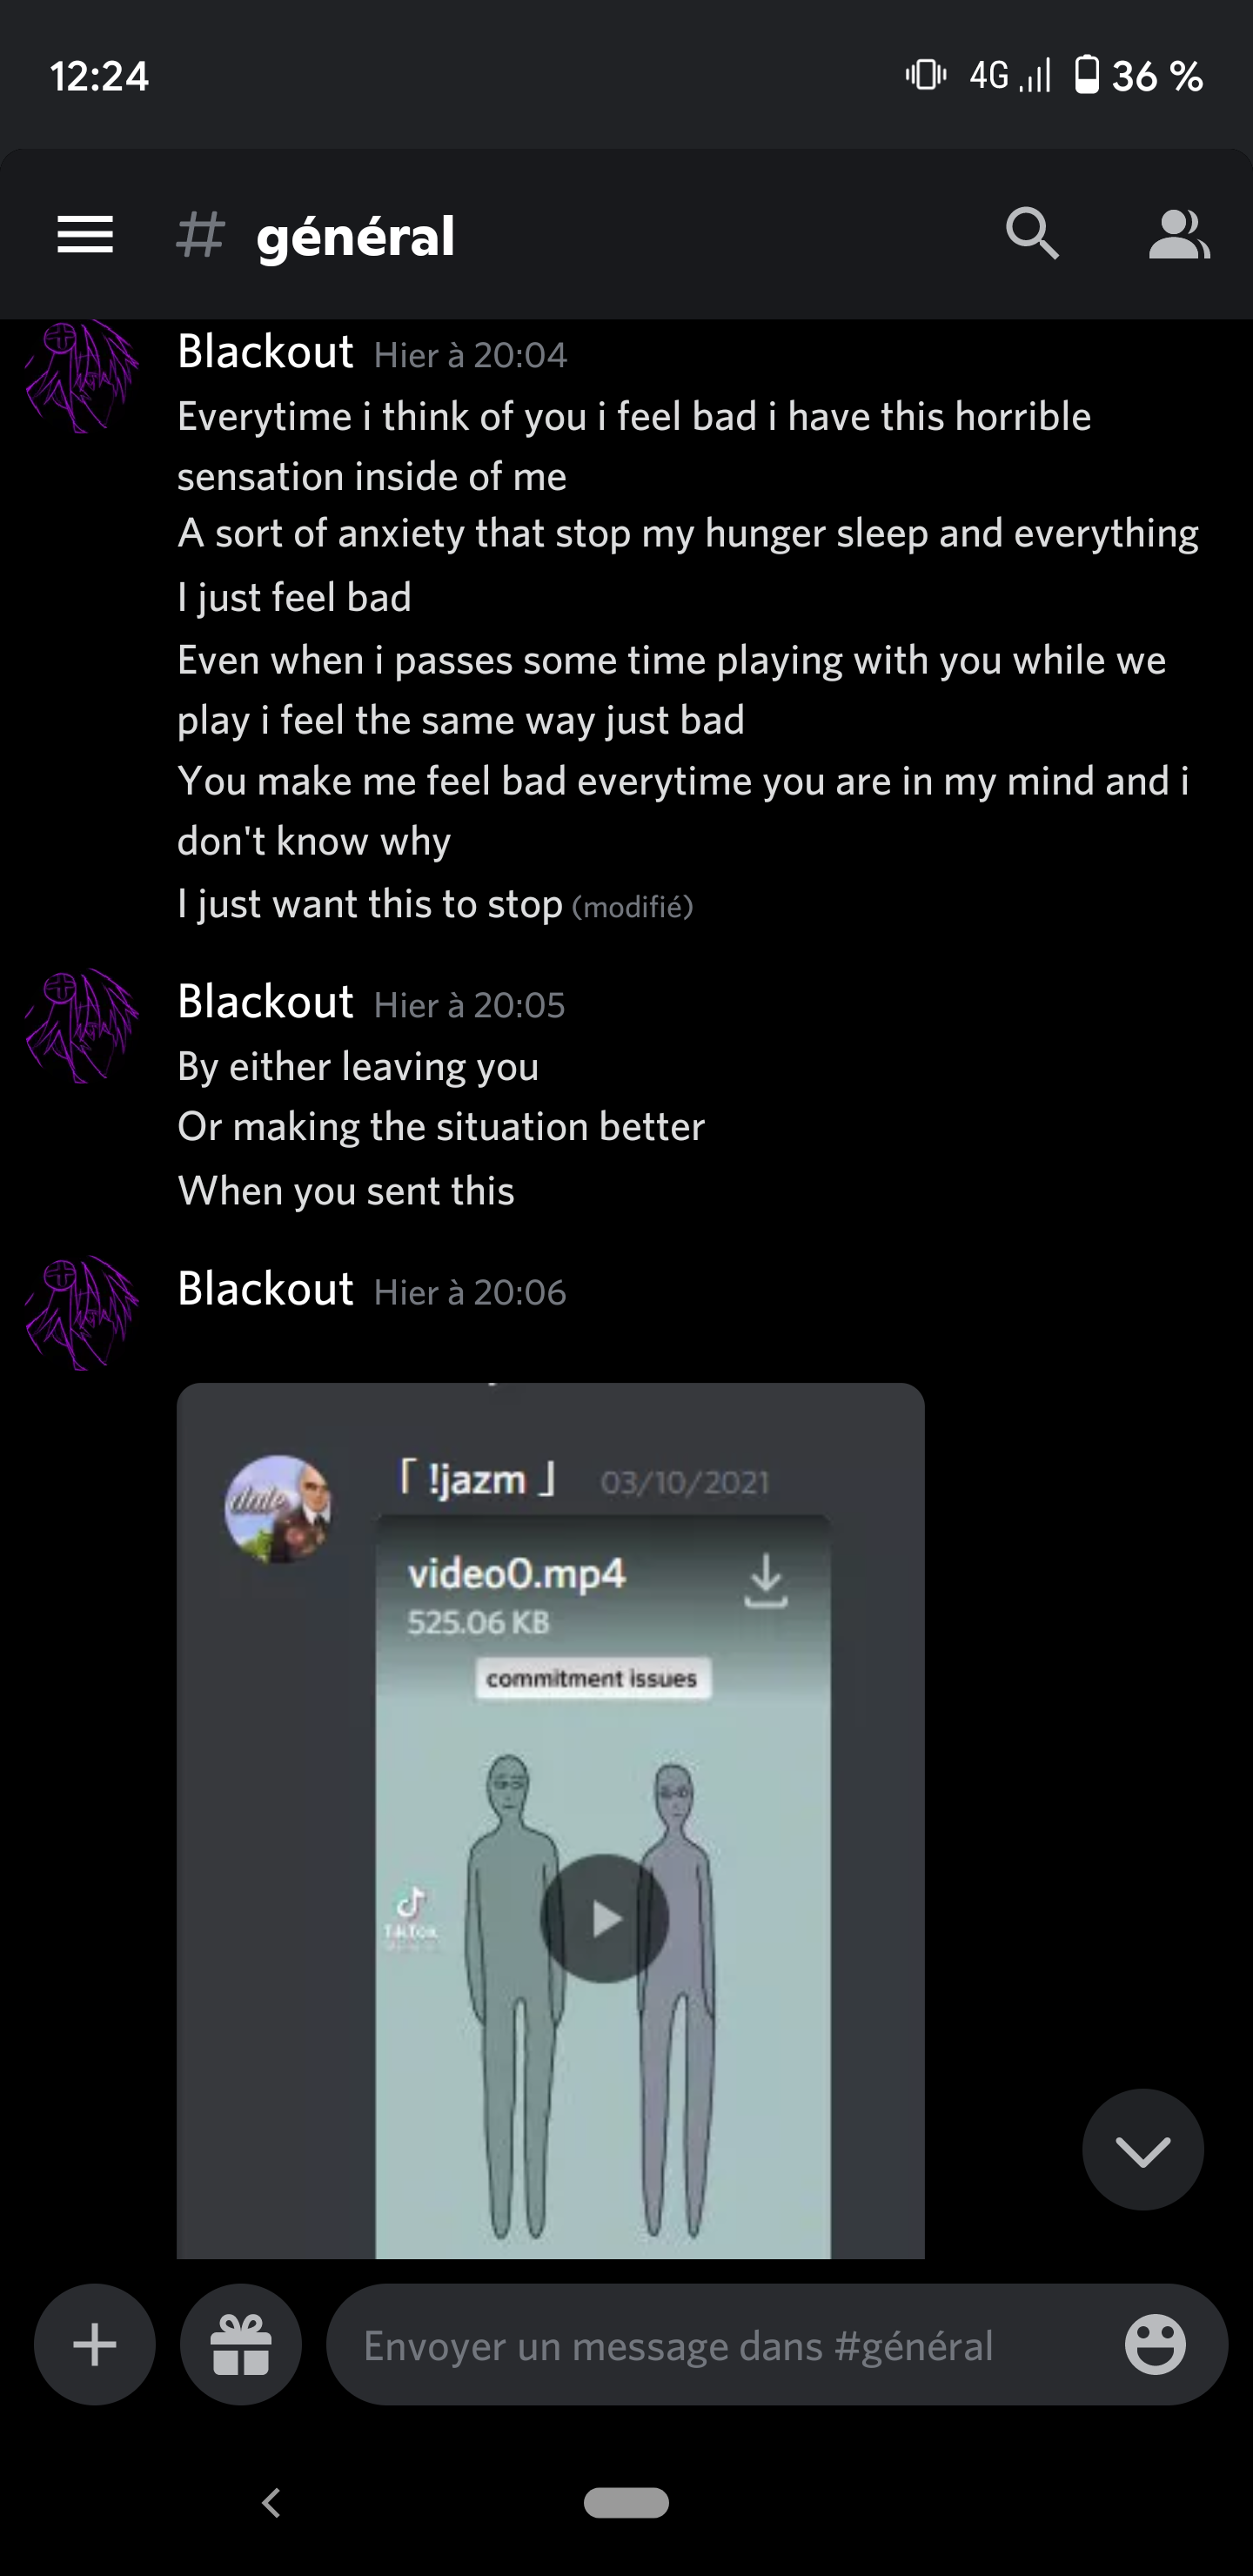 12:24
4G
36 %
# général
Blackout Hier à 20:04
Everytime i think of you i feel bad i have this horrible
sensation inside of me
A sort of anxiety that stop my hunger sleep and everything
I just feel bad
Even when i passes some time playing with you while we
play i feel the same way just bad
You make me feel bad everytime you are in my mind and i
don't know why
I just want this to stop (modifié)
Blackout Hier à 20:05
By either leaving you
Or making the situation better
When you sent this
Blackout Hier à 20:06
「 !jazm 」 03/10/2021
video0.mp4
525.06 KB
commitment issues
TikTok
Envoyer un message dans #général